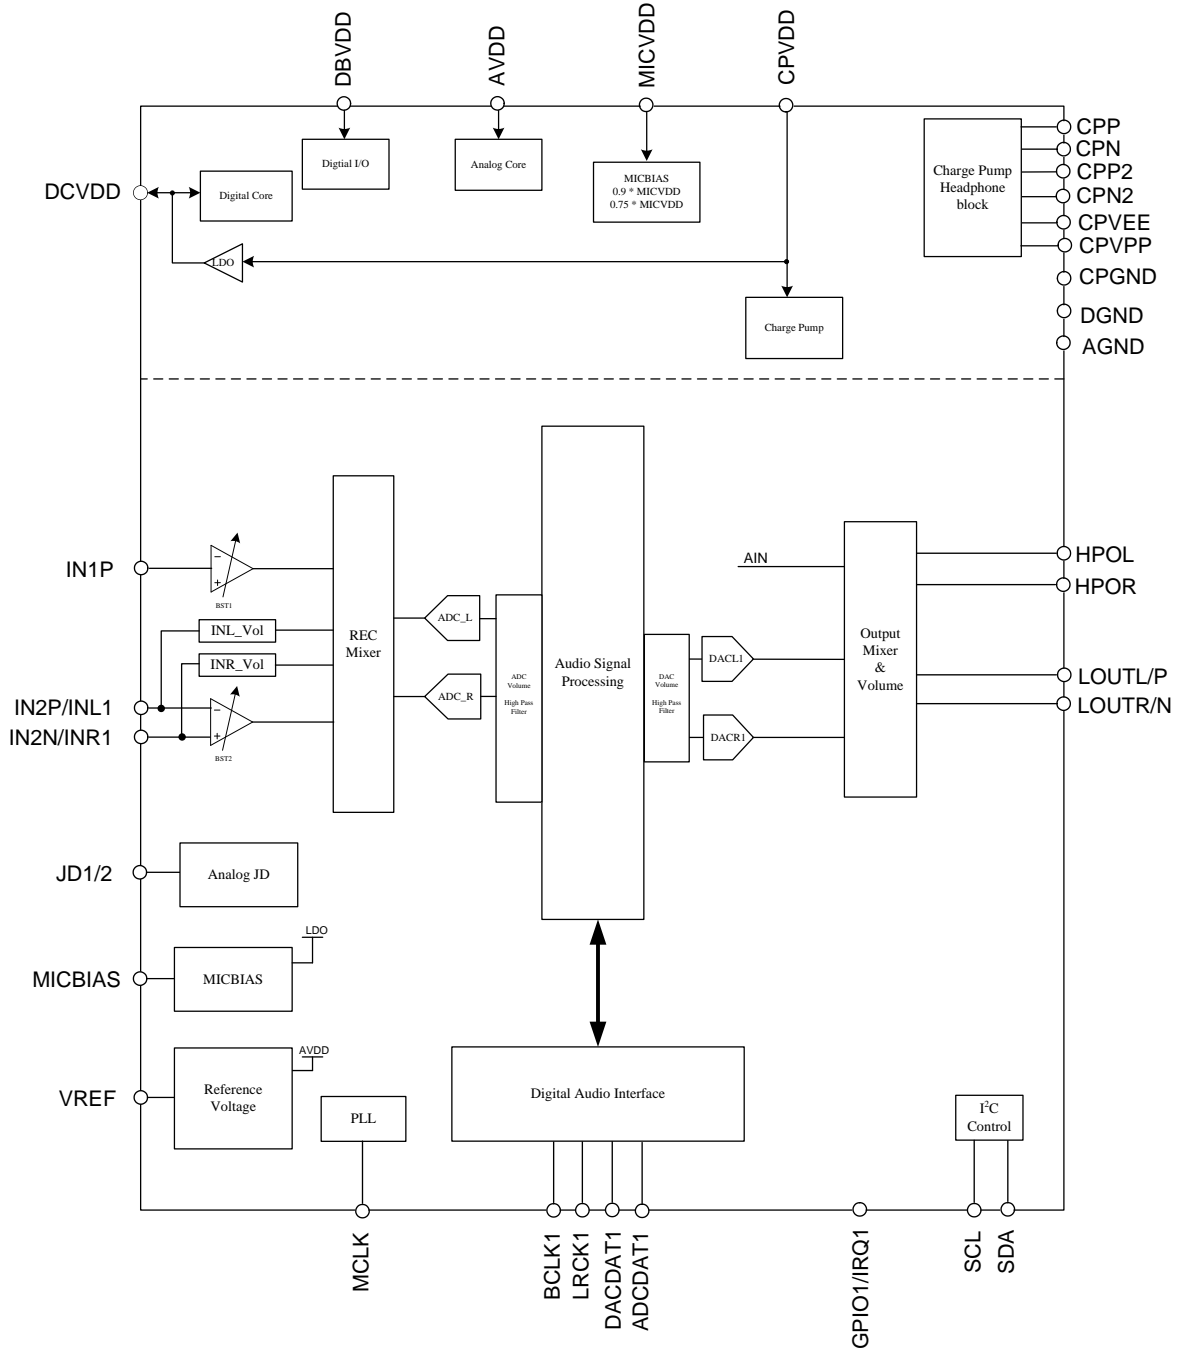 DBVDD
AVDD
MICVDD
CPVDD
CPP
CPN
CPP2
CPN2
CPVEE
CPVPP
CPGND
DGND
AGND
Charge Pump
Headphone
block
Digtial I/O
Analog Core
MICBIAS
0.9 * MICVDD
0.75 * MICVDD
DCVDD
Digital Core
LDO
Charge Pump
IN1P
BST1
INL_Vol
INR_Vol
IN2P/INL1
IN2N/INR1
BST2
REC
Mixer
ADC_L
ADC_R
ADC
Volume
High Pass
Filter
Audio Signal
Processing
DAC
Volume
High Pass
Filter
DACL1
DACR1
AIN
Output
Mixer
&
Volume
HPOL
HPOR
LOUTL/P
LOUTR/N
JD1/2
Analog JD
LDO
MICBIAS
MICBIAS
AVDD
VREF
Reference
Voltage
PLL
Digital Audio Interface
I²C
Control
MCLK
BCLK1
LRCK1
DACDAT1
ADCDAT1
GPIO1/IRQ1
SCL
SDA